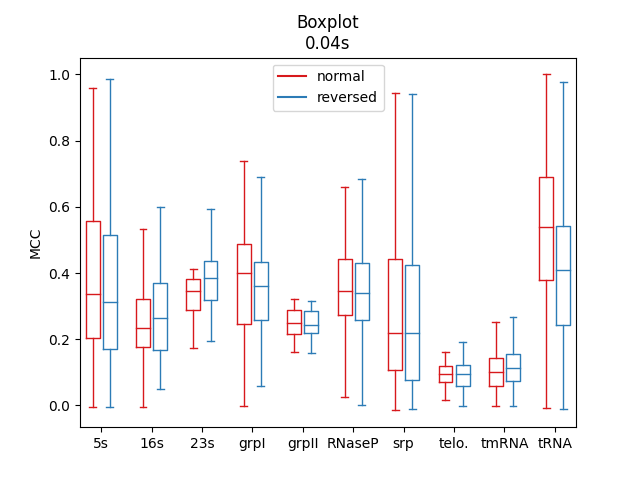 Boxplot
0.04s
normal
reversed
MCC
1.0
0.8
0.6
0.4
0.2
0.0
5s 16s 23s grpI grpII RNaseP srp telo. tmRNA tRNA